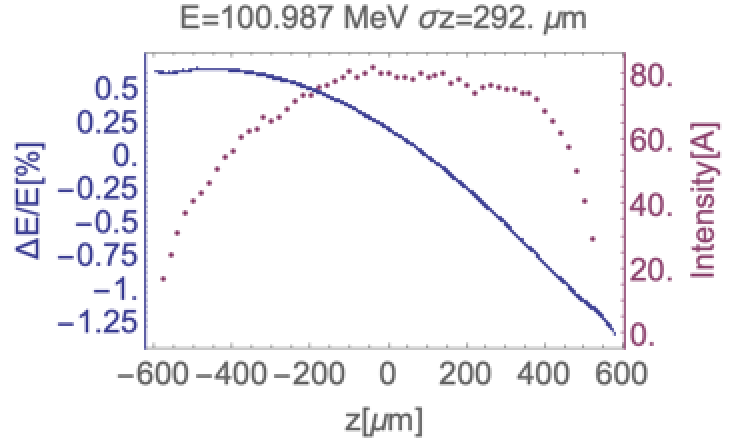 E=100.987 MeV σz=292. μm
ΔE/E[%]
0.5
0.25
0.
−0.25
−0.5
−0.75
−1.
−1.25
80.
60.
40.
20.
0.
Intensity[A]
−600 −400 −200 0 200 400 600
z[μm]